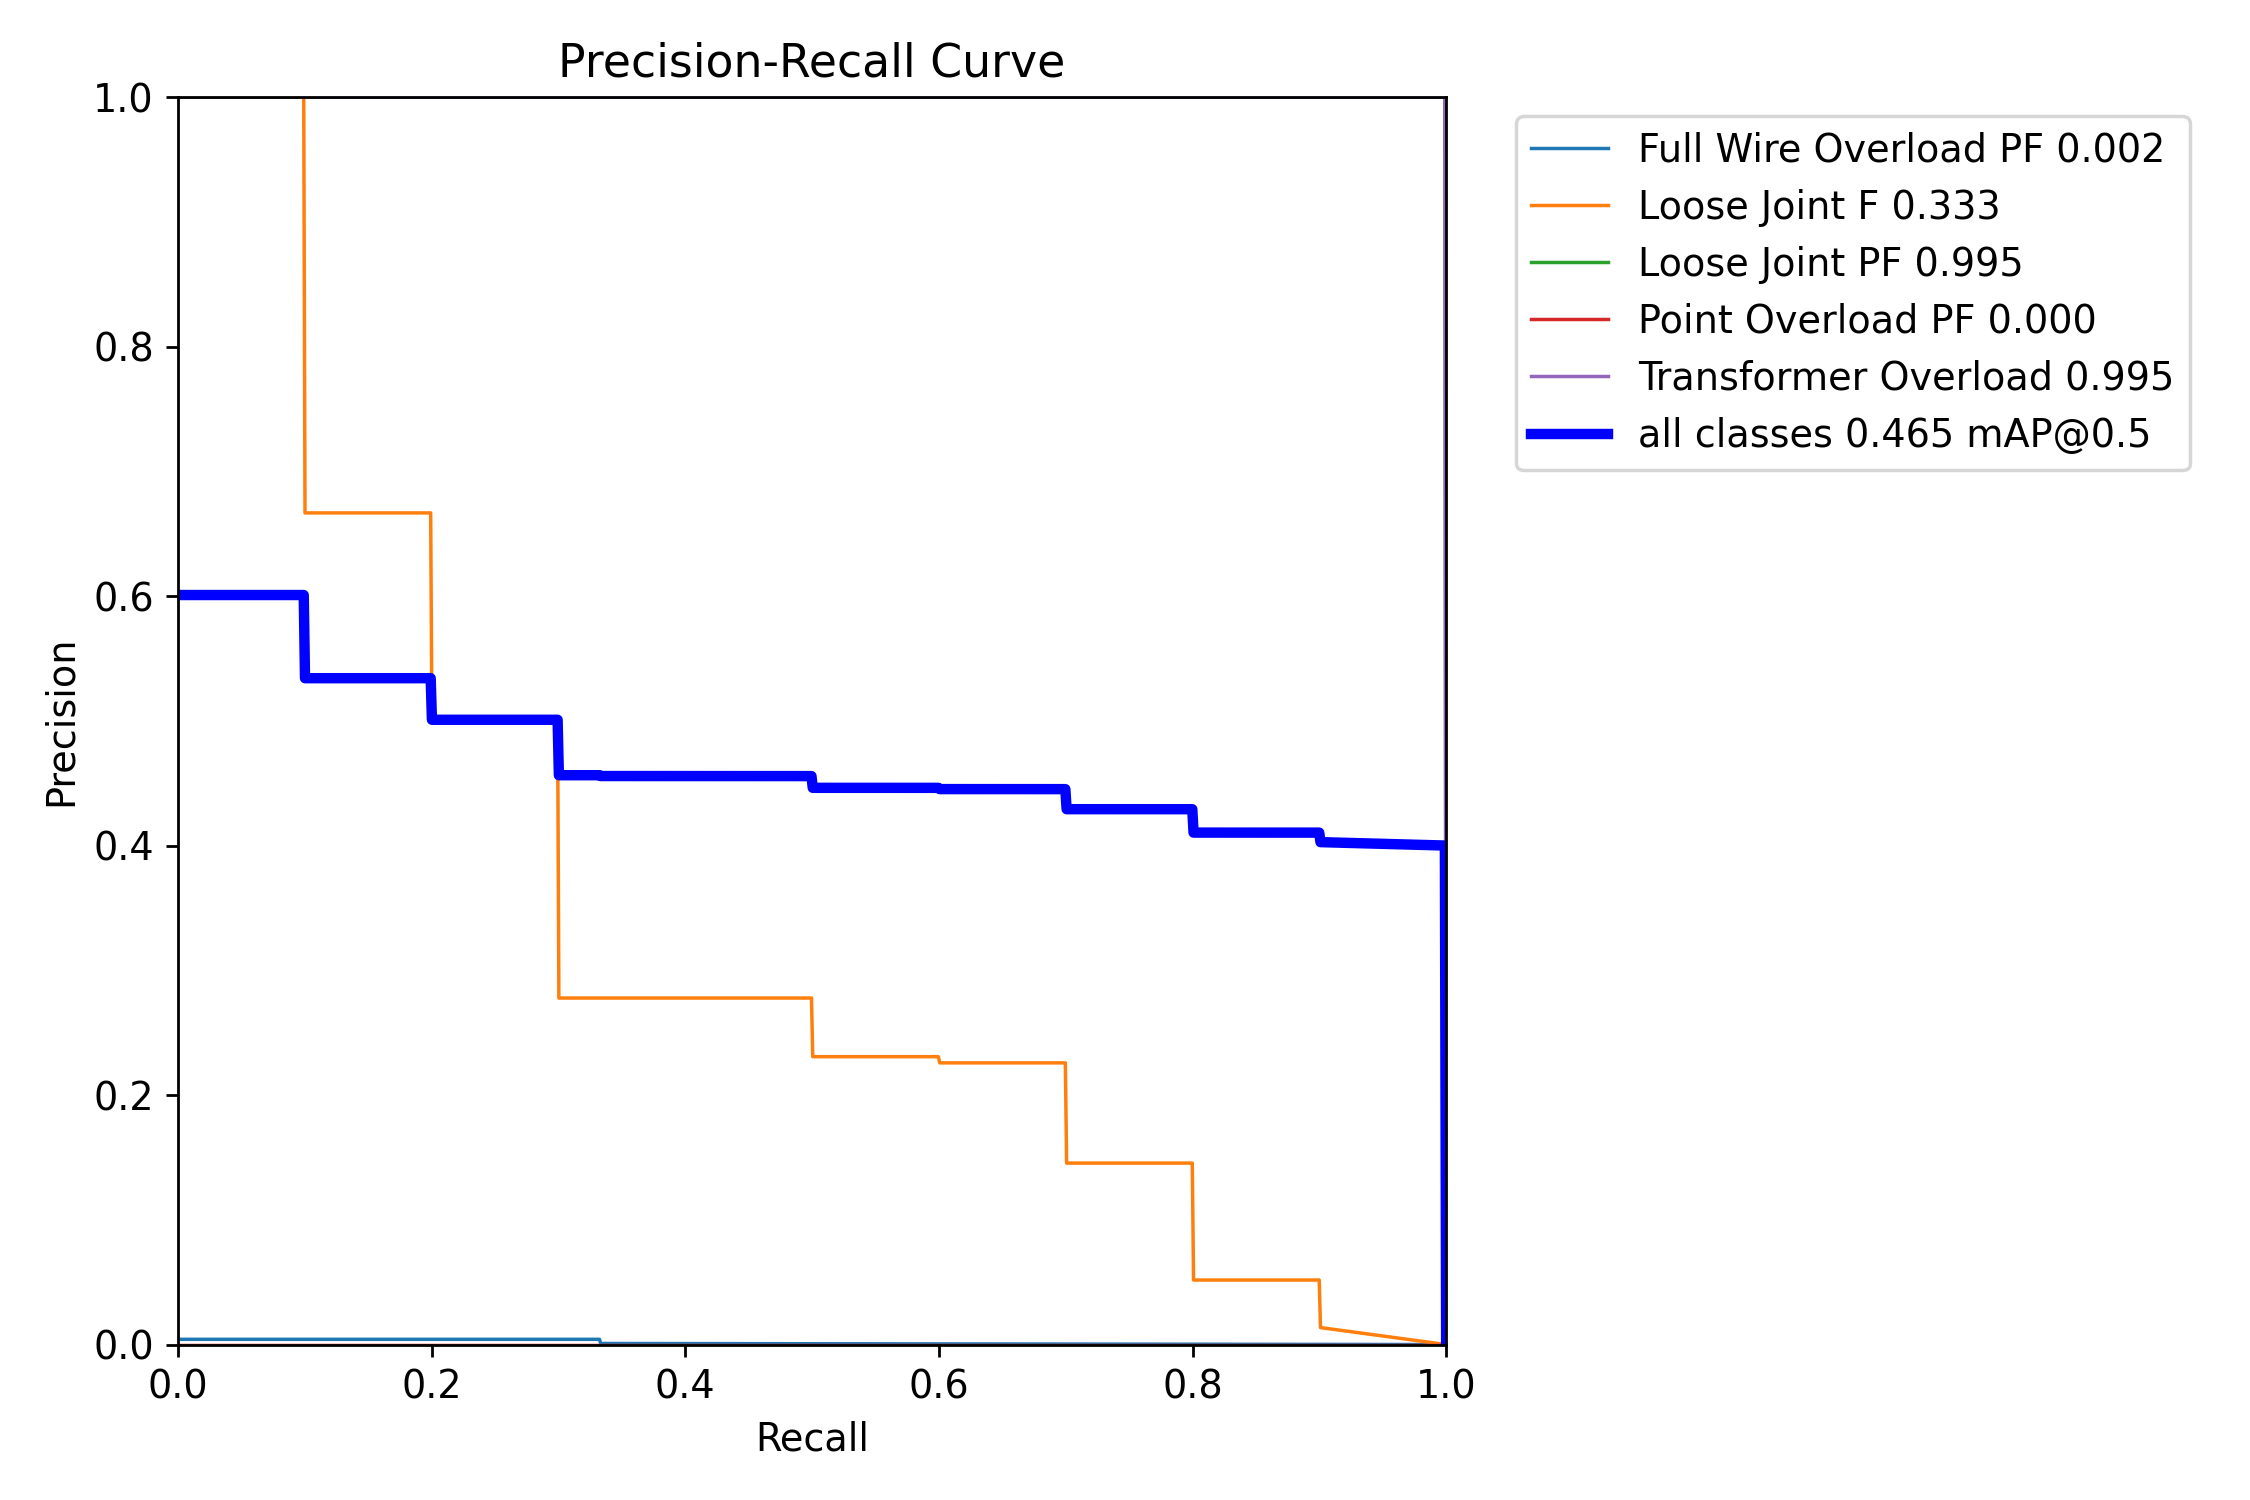 Precision-Recall Curve
1.0
0.8
0.6
0.4
0.2
0.0
Precision
0.0 0.2 0.4 0.6 0.8 1.0
Recall
Full Wire Overload PF 0.002
Loose Joint F 0.333
Loose Joint PF 0.995
Point Overload PF 0.000
Transformer Overload 0.995
all classes 0.465 mAP@0.5